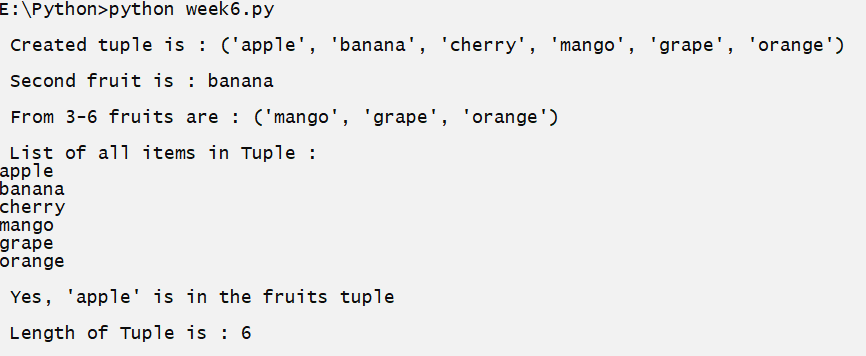 E:\Python>python week6.py
Created tuple is : ('apple', 'banana', 'cherry', 'mango', 'grape', 'orange')
Second fruit is : banana
From 3-6 fruits are : ('mango', 'grape', 'orange')
List of all items in Tuple :
apple
banana
cherry
mango
grape
orange
Yes, 'apple' is in the fruits tuple
Length of Tuple is : 6